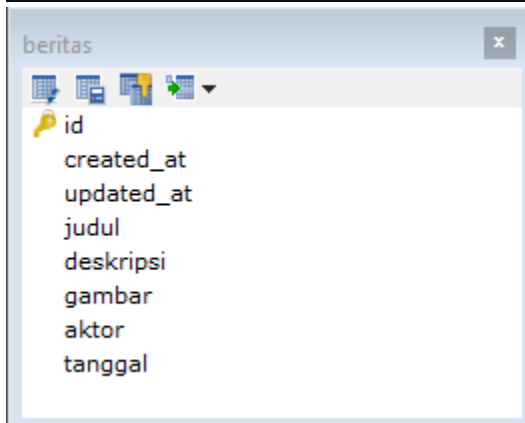 beritas
x
id
created_at
updated_at
judul
deskripsi
gambar
aktor
tanggal